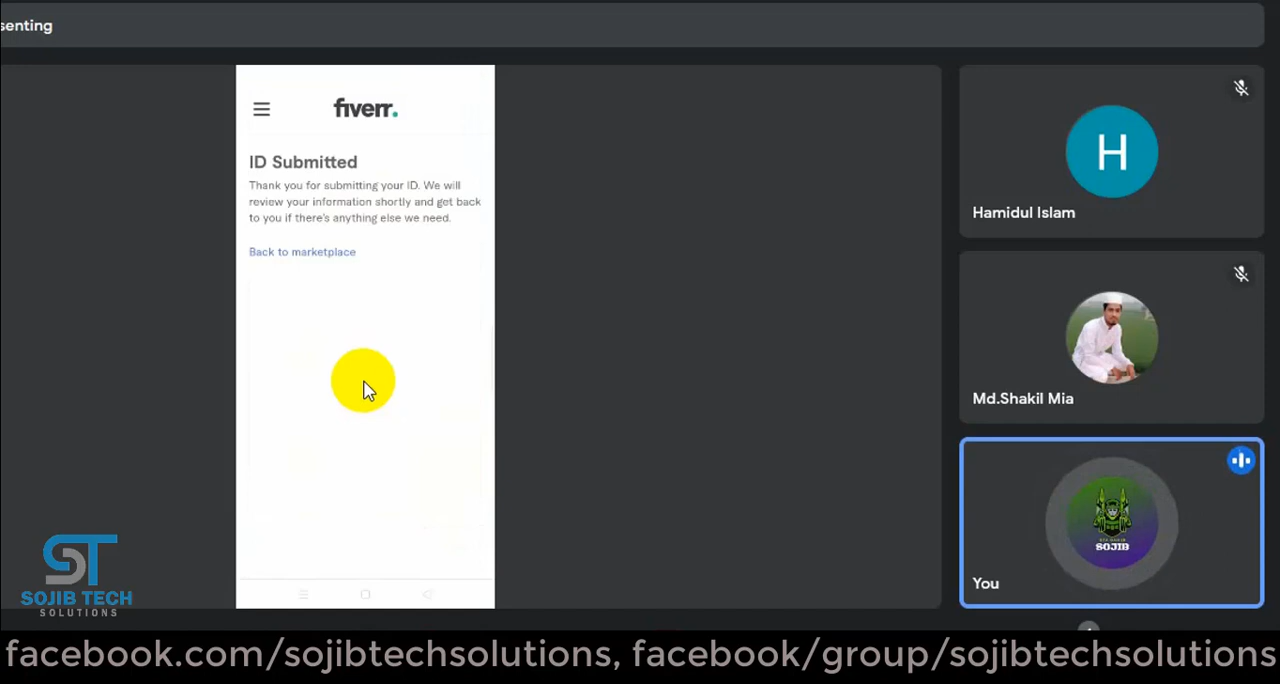 senting
fiverr.
ID Submitted
Thank you for submitting your ID. We will
review your information shortly and get back
to you if there's anything else we need.
Back to marketplace
H
Hamidul Islam
Md.Shakil Mia
SOJIB
You
ST
SOJIB TECH
SOLUTIONS
facebook.com/sojibtechsolutions, facebook/group/sojibtechsolutions